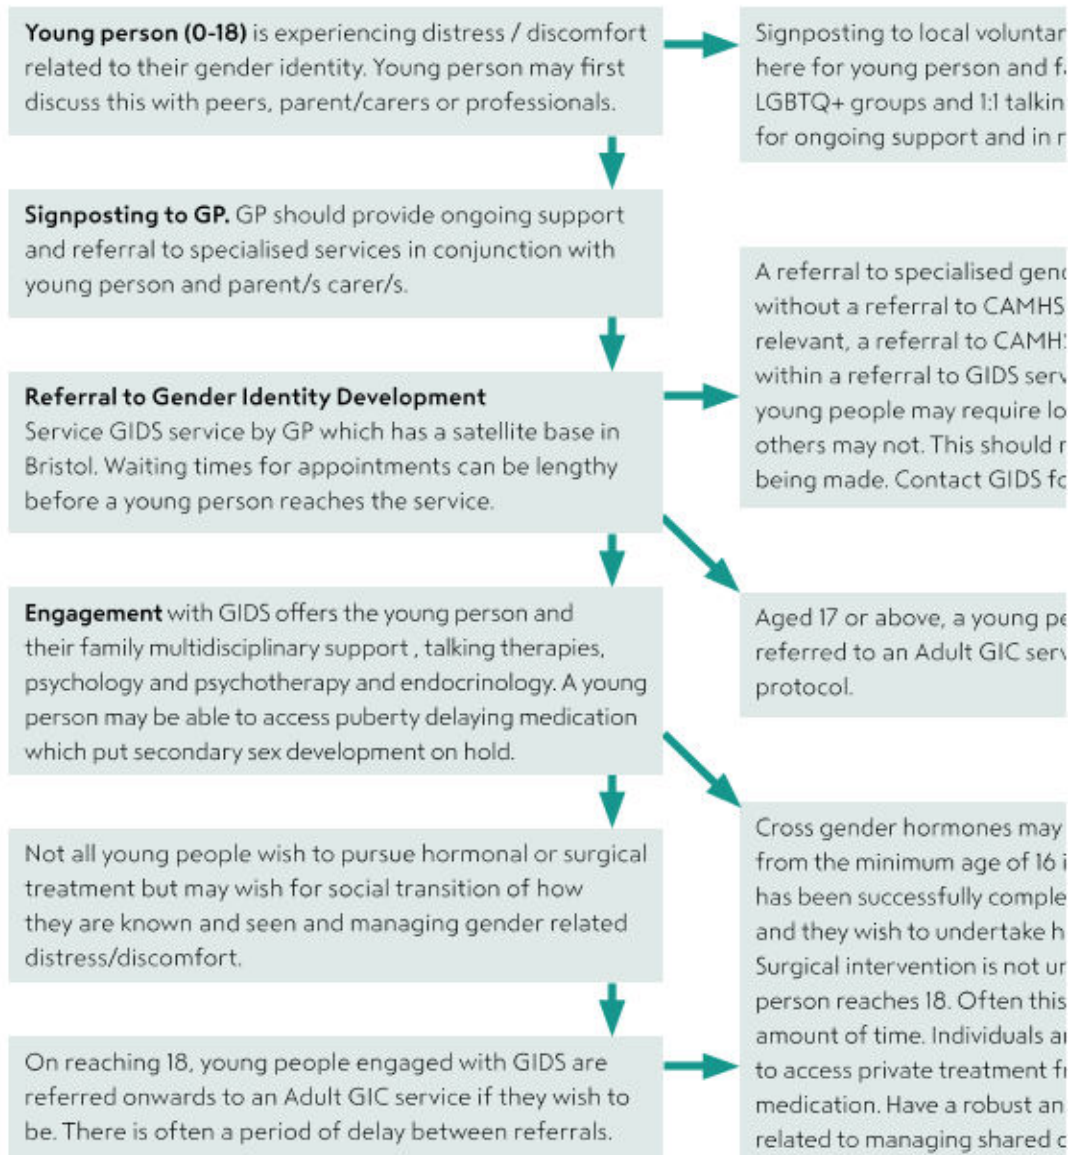 Young person (0-18) is experiencing distress / discomfort
related to their gender identity. Young person may first
discuss this with peers, parent/carers or professionals.
Signposting to local
here for young person and
LGBTQ+ groups and 1:1
for ongoing support and in
Signposting to GP. GP should provide ongoing support
and referral to specialised services in conjunction with
young person and parent/s carer/s.
Referral to Gender Identity Development
Service GIDS service by GP which has a satellite base in
Bristol. Waiting times for appointments can be lengthy
before a young person reaches the service.
A referral to specialised
without a referral to CAMHS
relevant, a referral to
within a referral to GIDS
young people may require
others may not. This should
being made. Contact GIDS
Engagement with GIDS offers the young person and
their family multidisciplinary support , talking therapies,
psychology and psychotherapy and endocrinology. A young
person may be able to access puberty delaying medication
which put secondary sex development on hold.
Aged 17 or above, a young
referred to an Adult GIC
protocol.
Not all young people wish to pursue hormonal or surgical
treatment but may wish for social transition of how
they are known and seen and managing gender related
distress/discomfort.
On reaching 18, young people engaged with GIDS are
referred onwards to an Adult GIC service if they wish to
be. There is often a period of delay between referrals.
Cross gender hormones may
from the minimum age of 16
has been successfully
and they wish to undertake
Surgical intervention is not
person reaches 18. Often this
amount of time. Individuals
to access private treatment
medication. Have a robust
related to managing shared